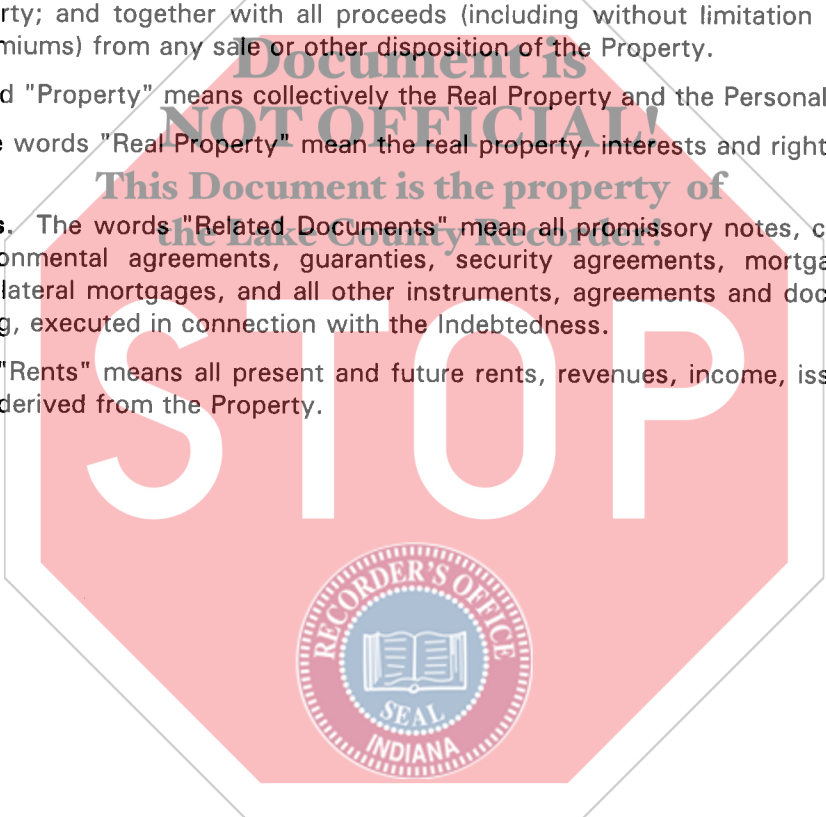 rty; and together with all proceeds (including without limitation
miums) from any sale or other disposition of the Property.
Document is
d "Property" means collectively the Real Property and the Personal
NOT OFFICIAL!
e words "Real Property" mean the real property, interests and right
This Document is the property of
s. The words "Related Documents" mean all promissory notes, c
the Lake County Recorder!
onmental agreements, guaranties, security agreements, mortga
lateral mortgages, and all other instruments, agreements and doc
g, executed in connection with the Indebtedness.
"Rents" means all present and future rents, revenues, income, iss
derived from the Property.
STOP
RECORDER'S OFFICE
SEAL
INDIANA